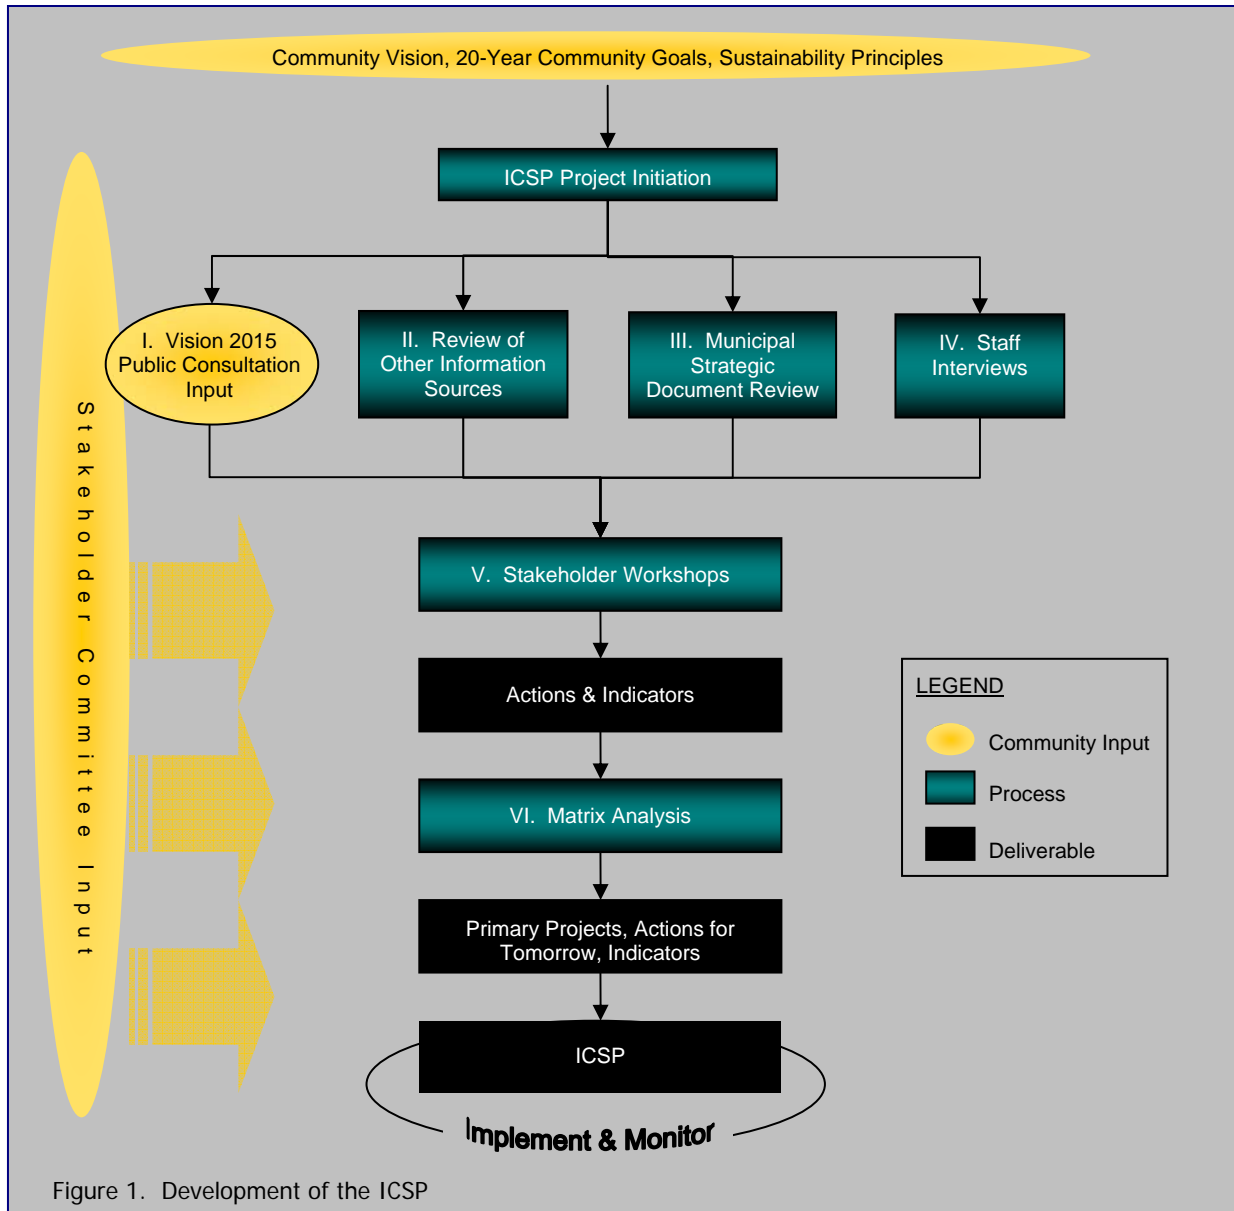 Community Vision, 20-Year Community Goals, Sustainability Principles
ICSP Project Initiation
I. Vision 2015
Public Consultation
Input
II. Review of
Other Information
Sources
III. Municipal
Strategic
Document Review
IV. Staff
Interviews
Stakeholder Committee Input
V. Stakeholder Workshops
Actions & Indicators
VI. Matrix Analysis
Primary Projects, Actions for
Tomorrow, Indicators
ICSP
Implement & Monitor
LEGEND
Community Input
Process
Deliverable
Figure 1. Development of the ICSP